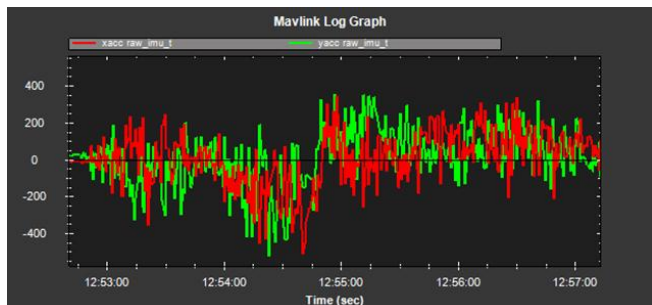 Mavlink Log Graph
xacc raw_imu_t yacc raw_imu_t
400
200
0
-200
-400
12:53:00 12:54:00 12:55:00 12:56:00 12:57:00
Time (sec)